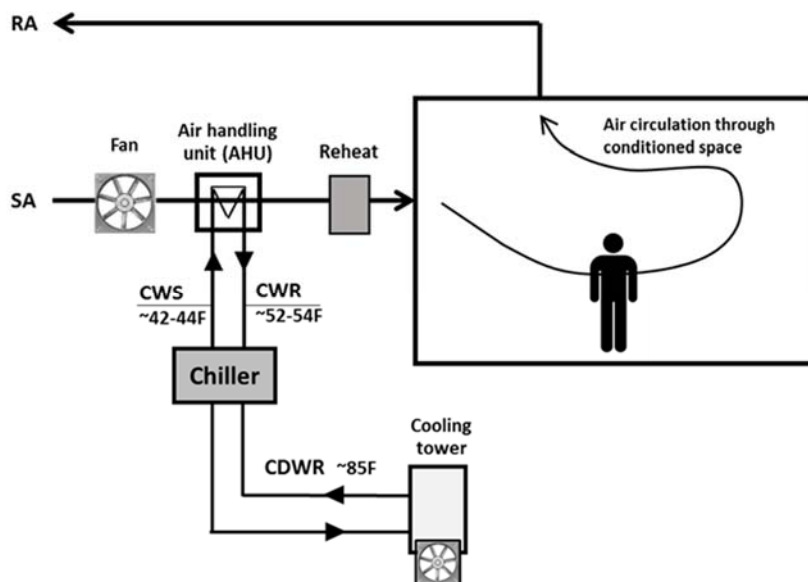 RA
Air handling
unit (AHU)
Fan
Reheat
Air circulation through
conditioned space
SA
CWS
~42-44F
CWR
~52-54F
Chiller
Cooling
tower
CDWR ~85F